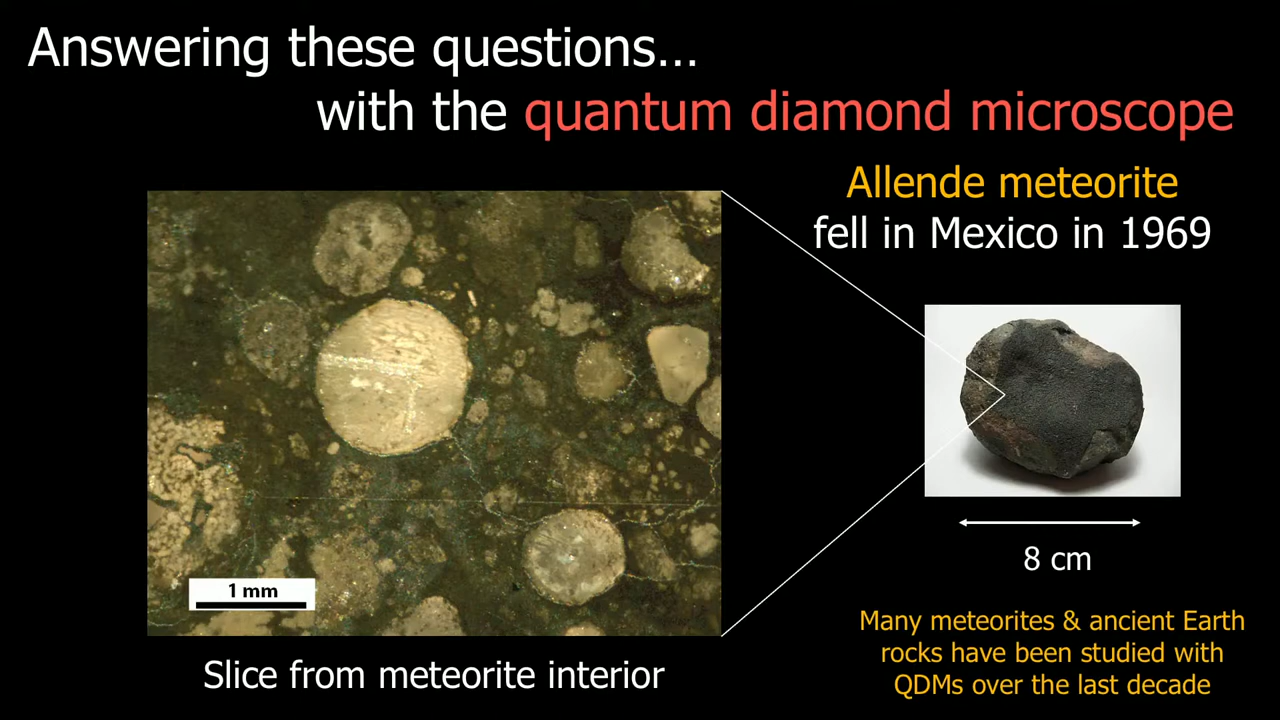 Answering these questions...
with the quantum diamond microscope
Allende meteorite
fell in Mexico in 1969
1 mm
8 cm
Slice from meteorite interior
Many meteorites & ancient Earth
rocks have been studied with
QDMs over the last decade